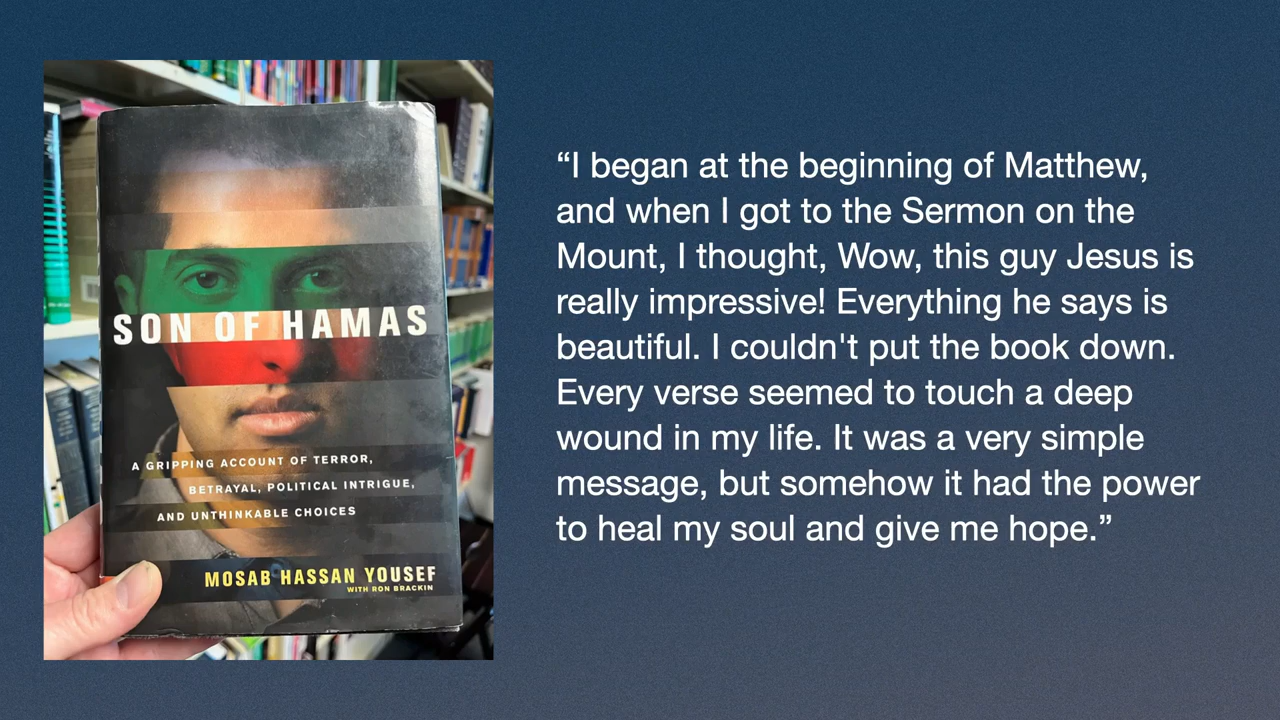 SON OF HAMAS
A GRIPPING ACCOUNT OF TERROR,
BETRAYAL, POLITICAL INTRIGUE,
AND UNTHINKABLE CHOICES
MOSAB HASSAN YOUSEF
WITH RON BRACKIN
“I began at the beginning of Matthew,
and when I got to the Sermon on the
Mount, I thought, Wow, this guy Jesus is
really impressive! Everything he says is
beautiful. I couldn't put the book down.
Every verse seemed to touch a deep
wound in my life. It was a very simple
message, but somehow it had the power
to heal my soul and give me hope.”